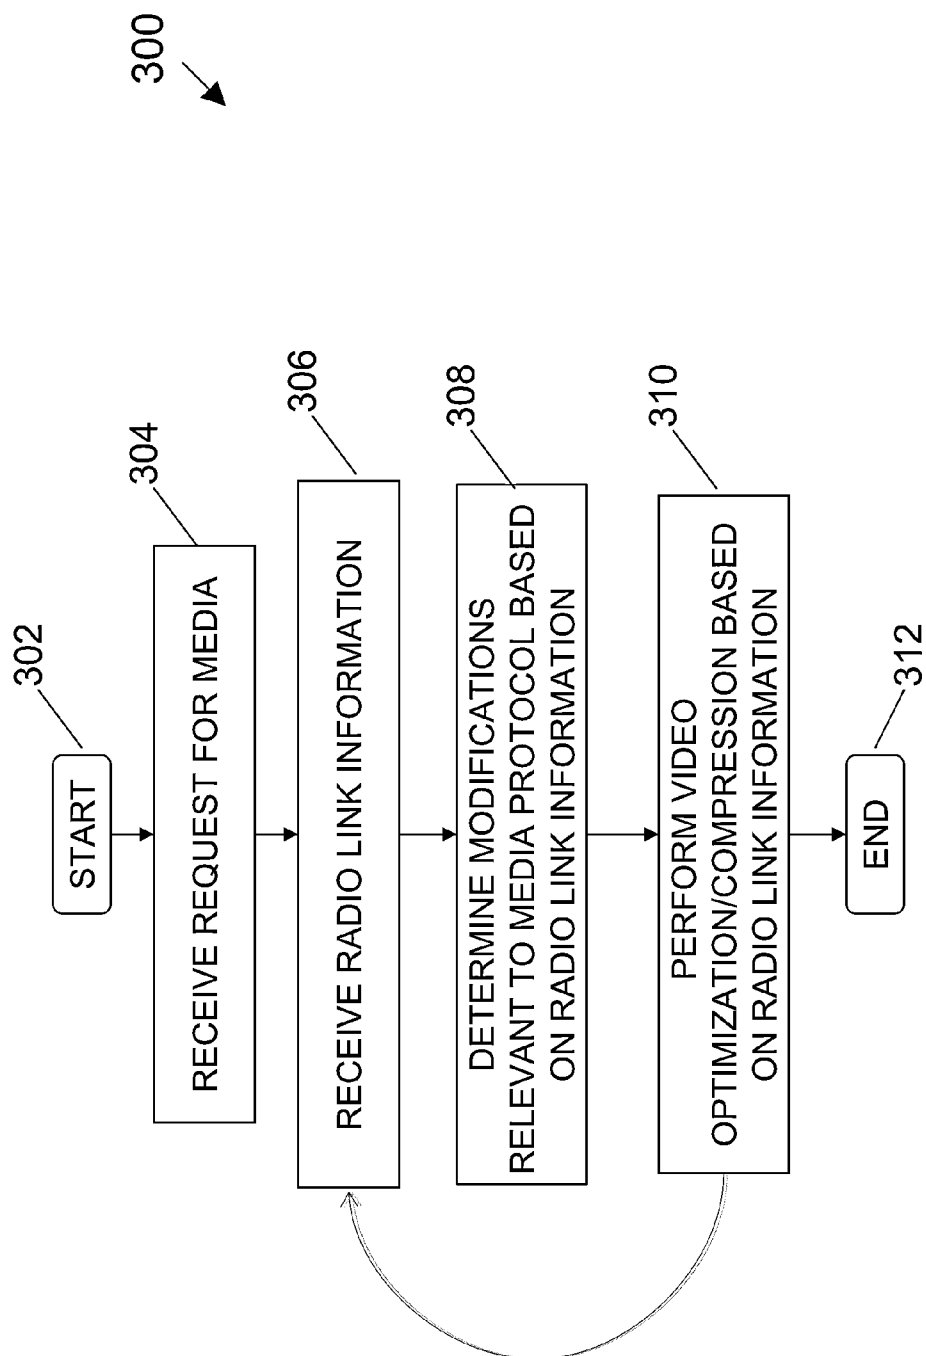 300
START
302
RECEIVE REQUEST FOR MEDIA
304
RECEIVE RADIO LINK INFORMATION
306
DETERMINE MODIFICATIONS
RELEVANT TO MEDIA PROTOCOL BASED
ON RADIO LINK INFORMATION
308
PERFORM VIDEO
OPTIMIZATION/COMPRESSION BASED
ON RADIO LINK INFORMATION
310
END
312